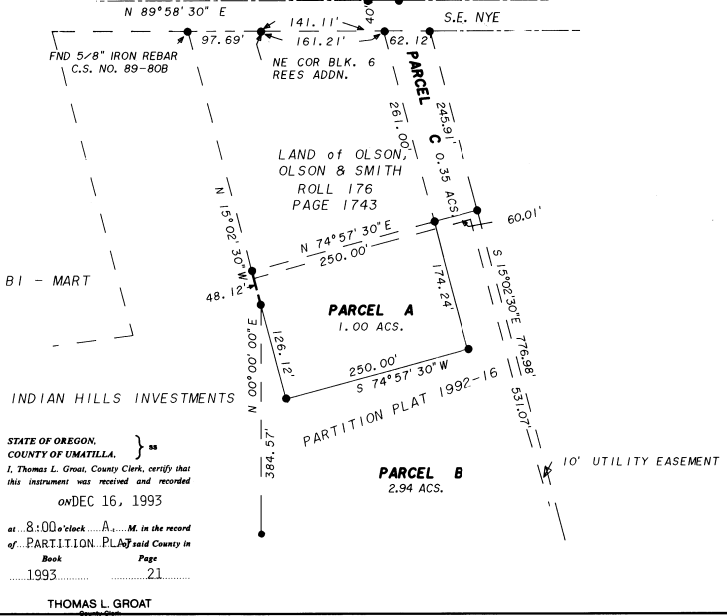 N 89°58'30" E
40'
S.E. NYE
141.11'
97.69'
161.21'
62.12
FND 5/8" IRON REBAR
C.S. NO. 89-80B
NE COR BLK. 6
REES ADDN.
PARCEL C 0.35 ACS.
261.00'
245.91'
LAND of OLSON,
OLSON & SMITH
ROLL 176
PAGE 1743
N 15°02'30"W
N 74°57'30"E
250.00'
60.01'
BI - MART
48.12'
174.24'
S 15°02'30"E 776.98'
PARCEL A
1.00 ACS.
N 00°00'00"E
126.12'
250.00'
S 74°57'30"W
531.07'
INDIAN HILLS INVESTMENTS
PARTITION PLAT 1992-16
384.57'
STATE OF OREGON,
COUNTY OF UMATILLA, } ss
I, Thomas L. Groat, County Clerk, certify that
this instrument was received and recorded
ON DEC 16, 1993
at 8:00 o'clock A. M. in the record
of PARTITION PLAT of said County in
Book Page
1993 21
THOMAS L. GROAT
County Clerk
PARCEL B
2.94 ACS.
10' UTILITY EASEMENT